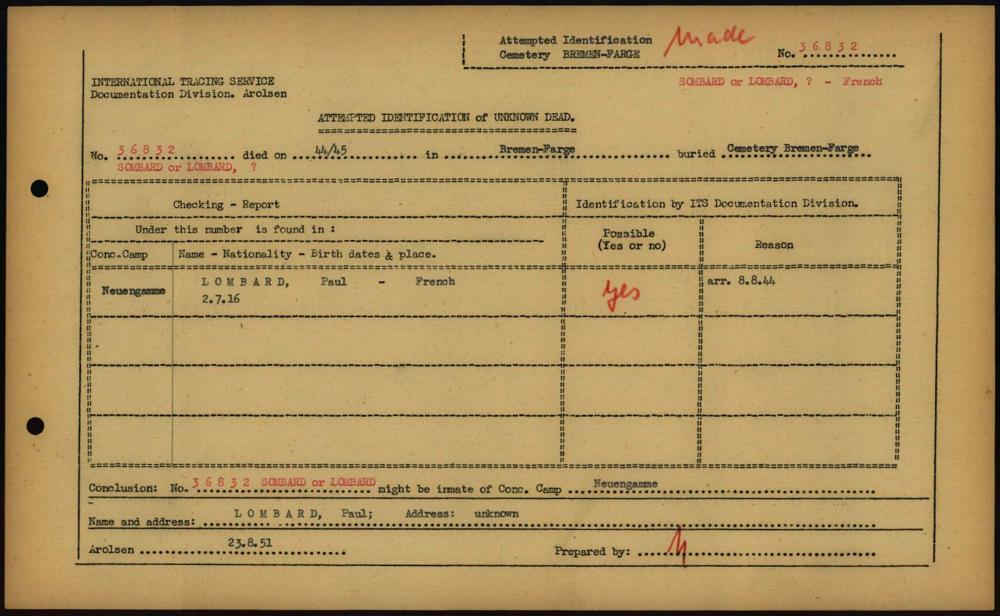 Attempted Identification made
Cemetery BREMEN-FARGE No. 36832
INTERNATIONAL TRACING SERVICE SOMBARD or LOMBARD, ? - French
Documentation Division. Arolsen
ATTEMPTED IDENTIFICATION of UNKNOWN DEAD.
No. 36832 died on 44/45 in Bremen-Farge buried Cemetery Bremen-Farge
SOMBARD or LOMBARD, ?
Checking - Report Identification by ITS Documentation Division.
Under this number is found in : Possible (Yes or no) Reason
Conc.Camp Name - Nationality - Birth dates & place.
Neuengamme LOMBARD, Paul - French yes arr. 8.8.44
2.7.16
Conclusion: No. 36832 SOMBARD or LOMBARD might be inmate of Conc. Camp Neuengamme
Name and address: LOMBARD, Paul; Address: unknown
Arolsen 23.8.51 Prepared by: